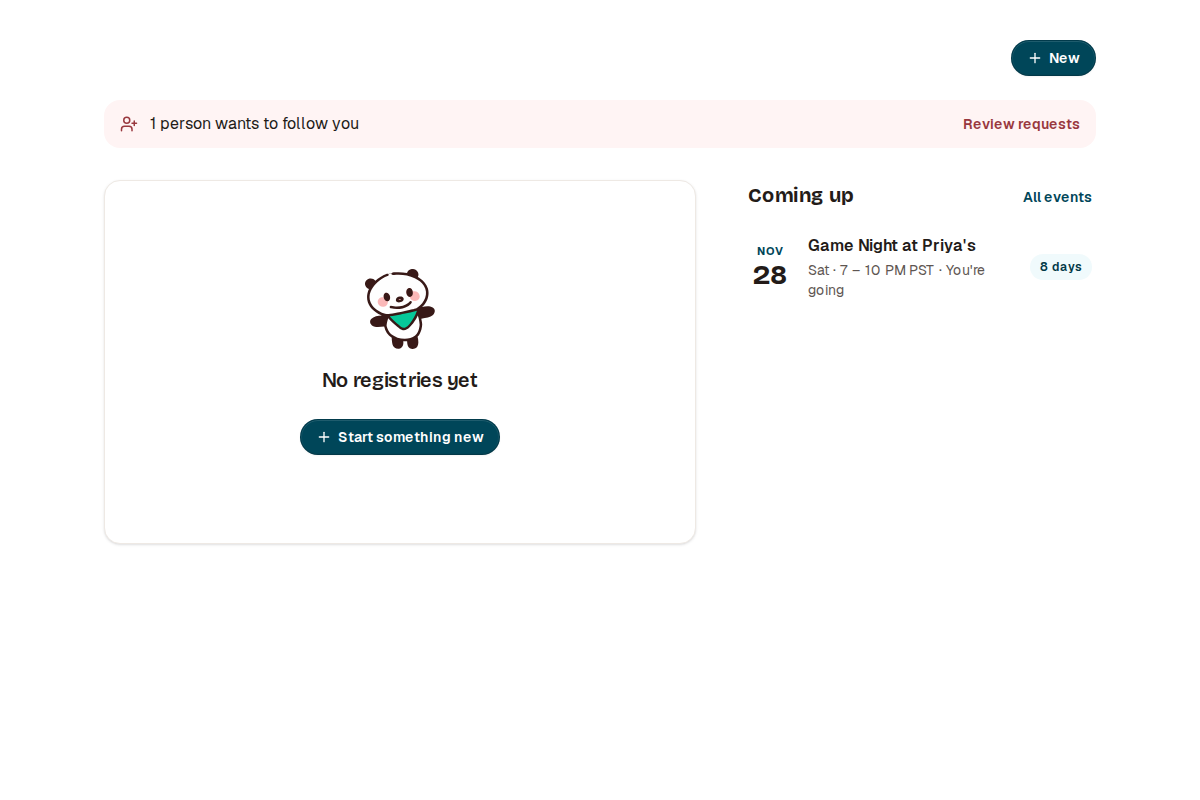 New
1 person wants to follow you
Review requests
No registries yet
Start something new
Coming up
All events
NOV
28
Game Night at Priya's
Sat · 7 – 10 PM PST · You're
going
8 days